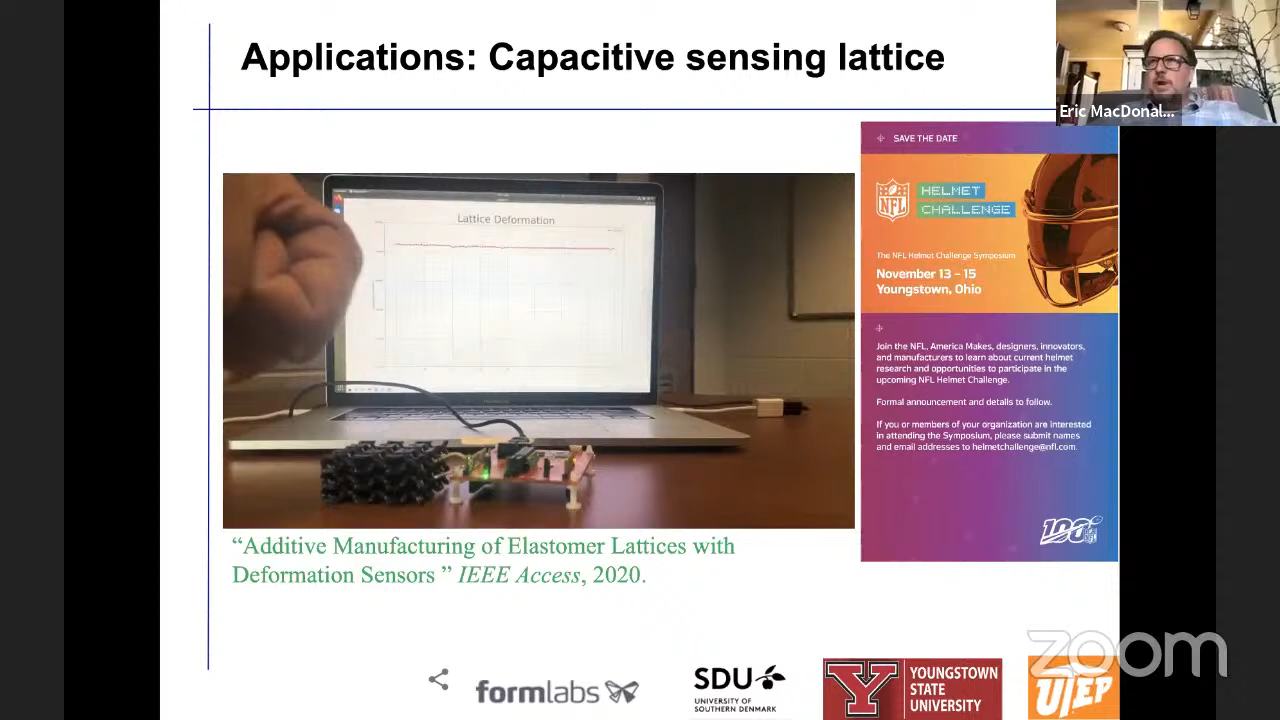 Applications: Capacitive sensing lattice
Eric MacDonal...
Lattice Deformation
SAVE THE DATE
NFL
HELMET
CHALLENGE
The NFL Helmet Challenge Symposium
November 13 – 15
Youngstown, Ohio
Join the NFL, America Makes, designers, innovators,
and manufacturers to learn about current helmet
research and opportunities to participate in the
upcoming NFL Helmet Challenge.
Formal announcement and details to follow.
If you or members of your organization are interested
in attending the Symposium, please submit names
and email addresses to helmetchallenge@nfl.com.
100
“Additive Manufacturing of Elastomer Lattices with
Deformation Sensors ” IEEE Access, 2020.
formlabs
SDU
UNIVERSITY OF
SOUTHERN DENMARK
Y
YOUNGSTOWN
STATE
UNIVERSITY
UTEP
zoom